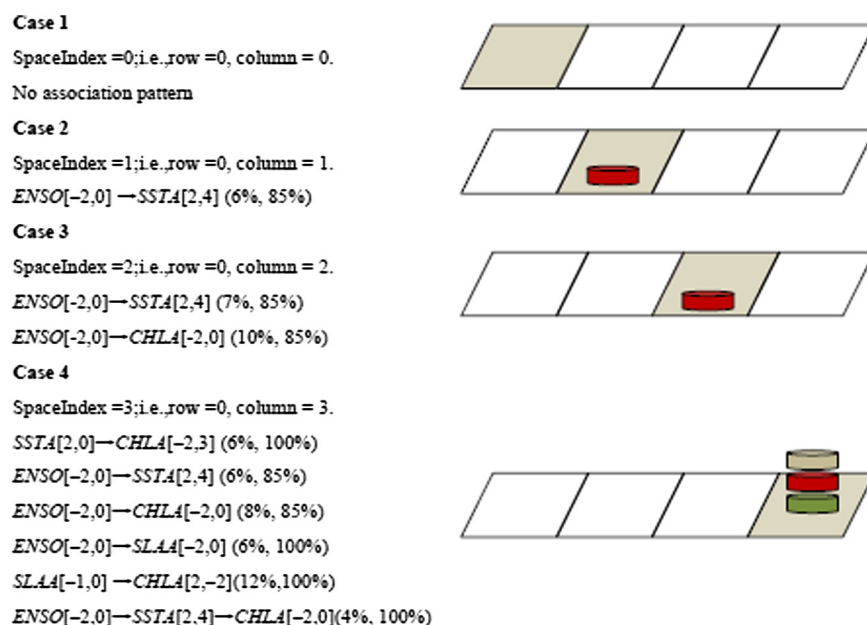 Case 1
SpaceIndex =0;i.e.,row=0, column = 0.
No association pattern
Case 2
SpaceIndex=1;i.e.,row=0, column = 1.
ENSO[–2,0] →SSTA[2,4] (6%, 85%)
Case 3
SpaceIndex=2;i.e.,row=0, column = 2.
ENSO[-2,0]→SSTA[2,4] (7%, 85%)
ENSO[-2,0]→CHLA[-2,0] (10%, 85%)
Case 4
SpaceIndex =3;i.e.,row =0, column = 3.
SSTA[2,0]→CHLA[–2,3] (6%, 100%)
ENSO[–2,0]→SSTA[2,4] (6%, 85%)
ENSO[–2,0]→CHLA[–2,0] (8%, 85%)
ENSO[–2,0]→SLAA[–2,0] (6%, 100%)
SLAA[–1,0] →CHLA[2,–2](12%,100%)
ENSO[–2,0]→SSTA[2,4]→CHLA[–2,0](4%, 100%)